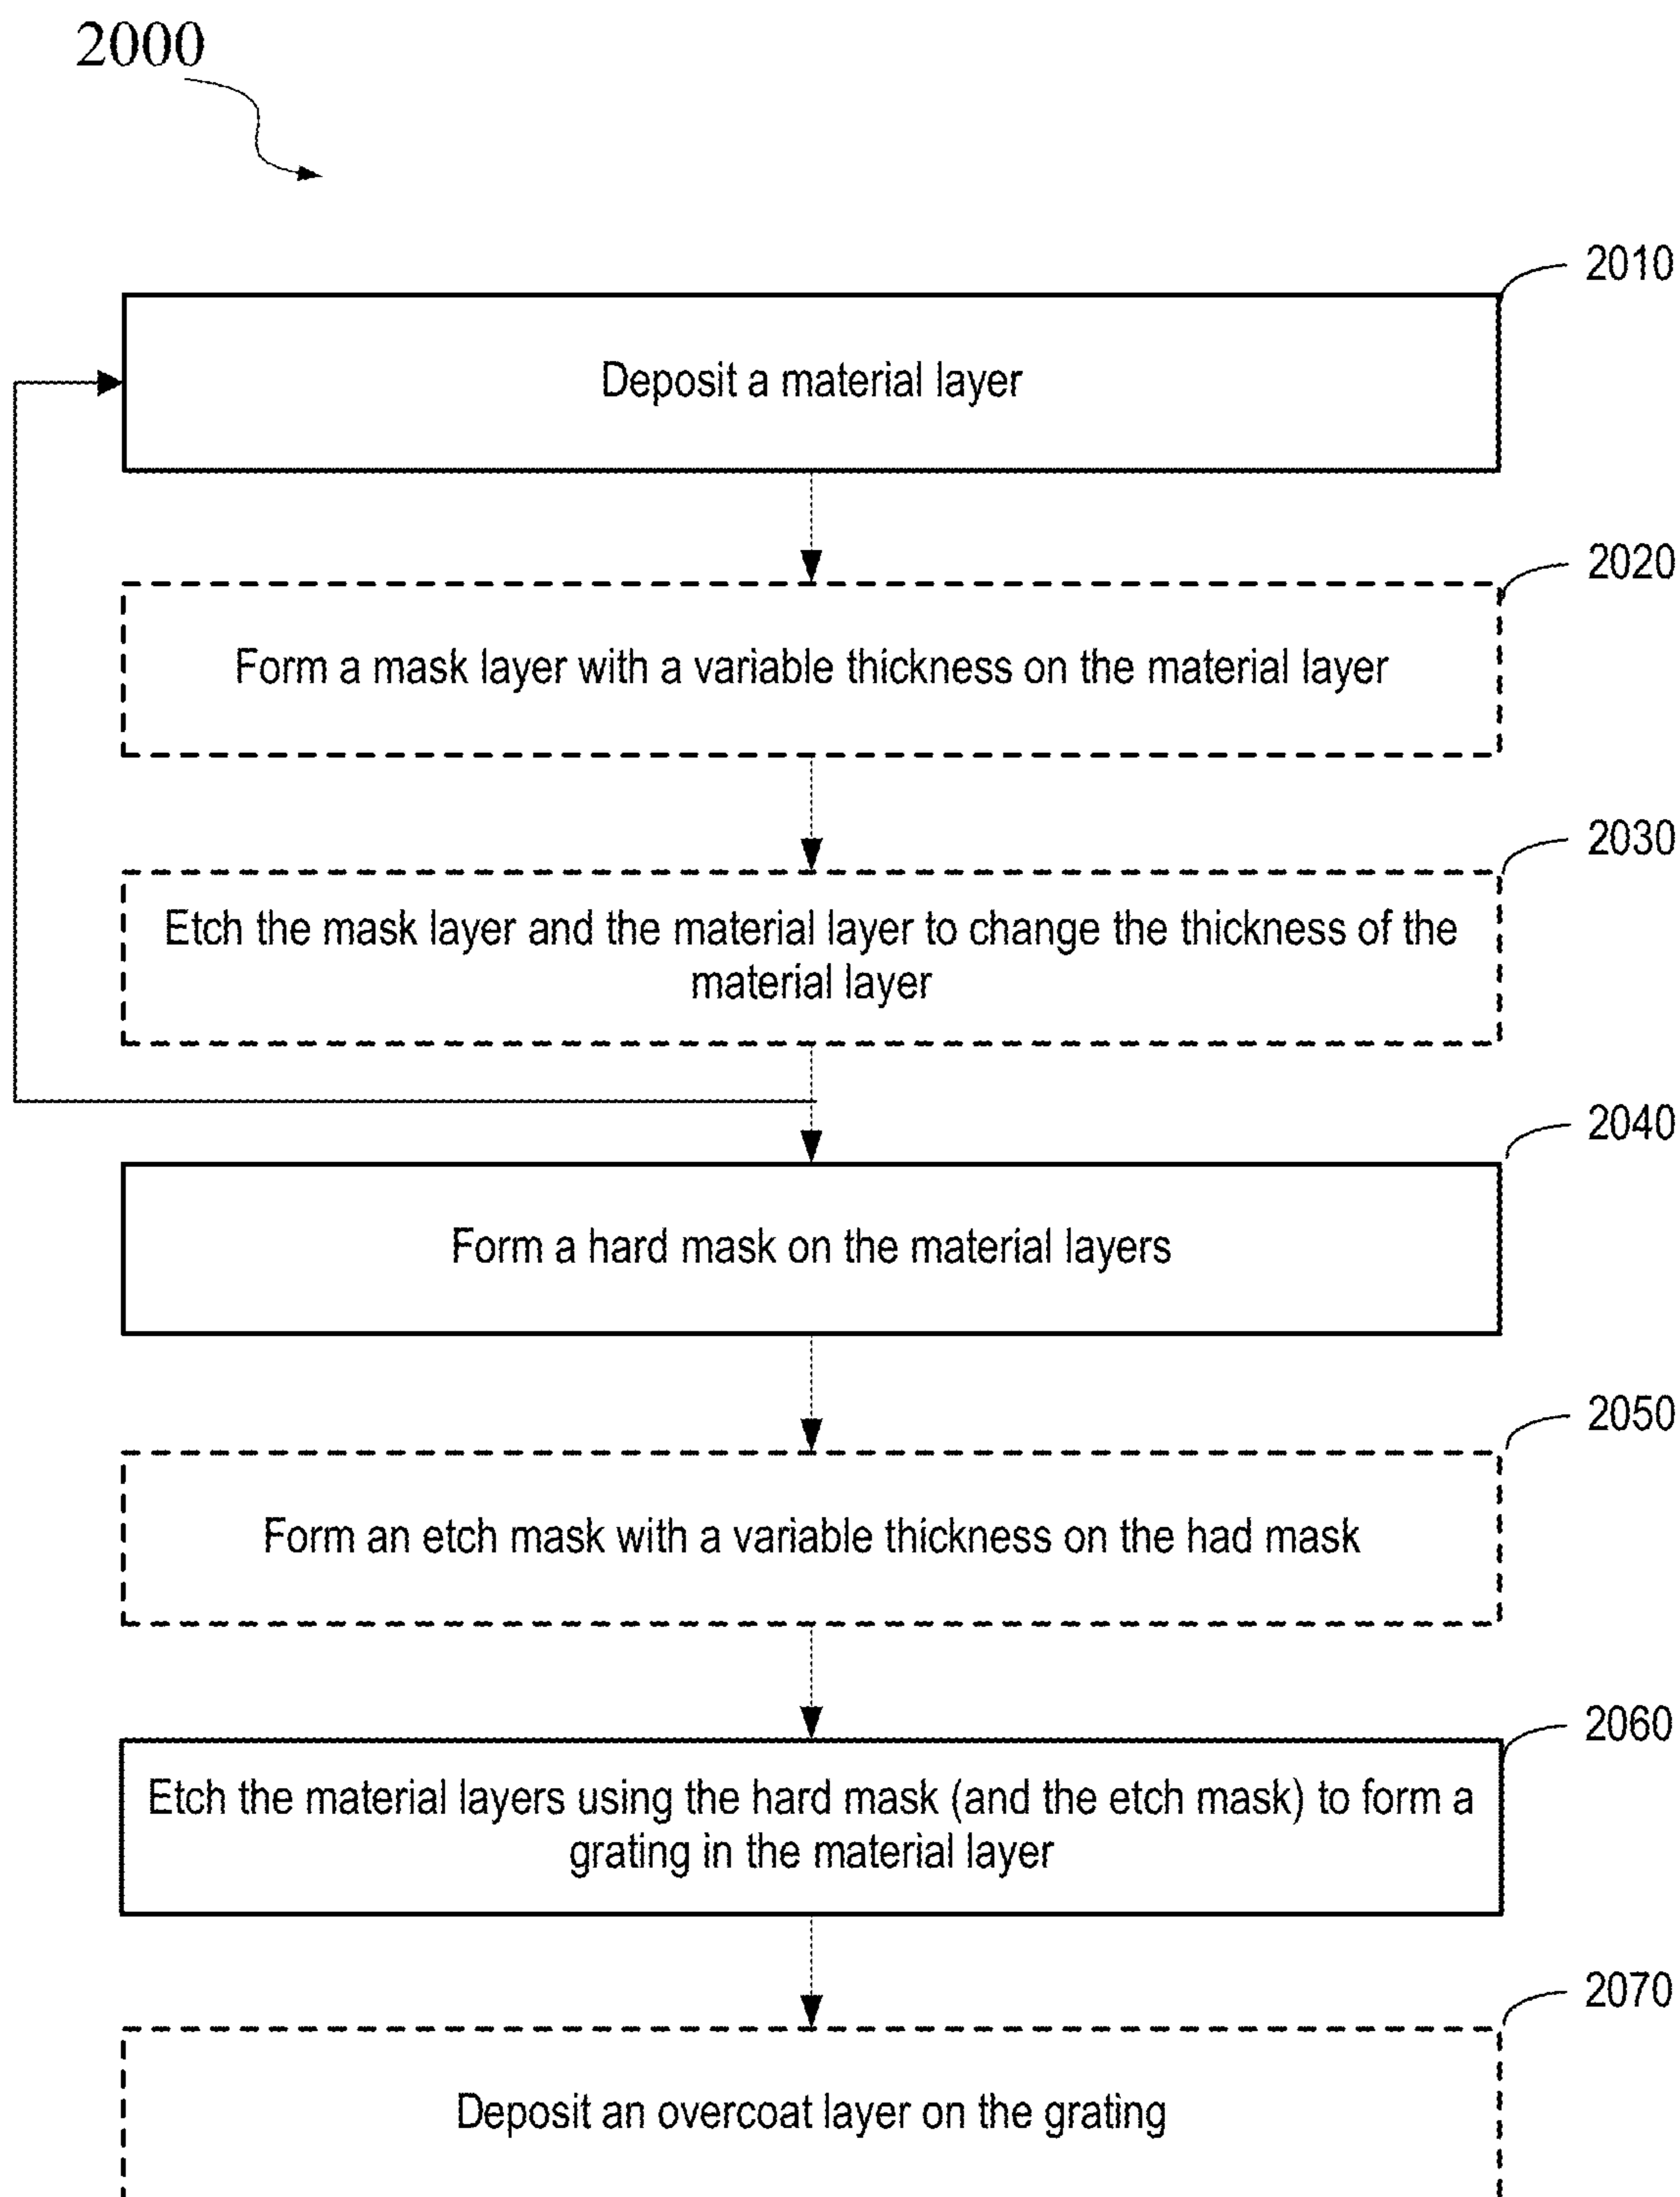 2000
2010
Deposit a material layer
2020
Form a mask layer with a variable thickness on the material layer
2030
Etch the mask layer and the material layer to change the thickness of the
material layer
2040
Form a hard mask on the material layers
2050
Form an etch mask with a variable thickness on the had mask
2060
Etch the material layers using the hard mask (and the etch mask) to form a
grating in the material layer
2070
Deposit an overcoat layer on the grating